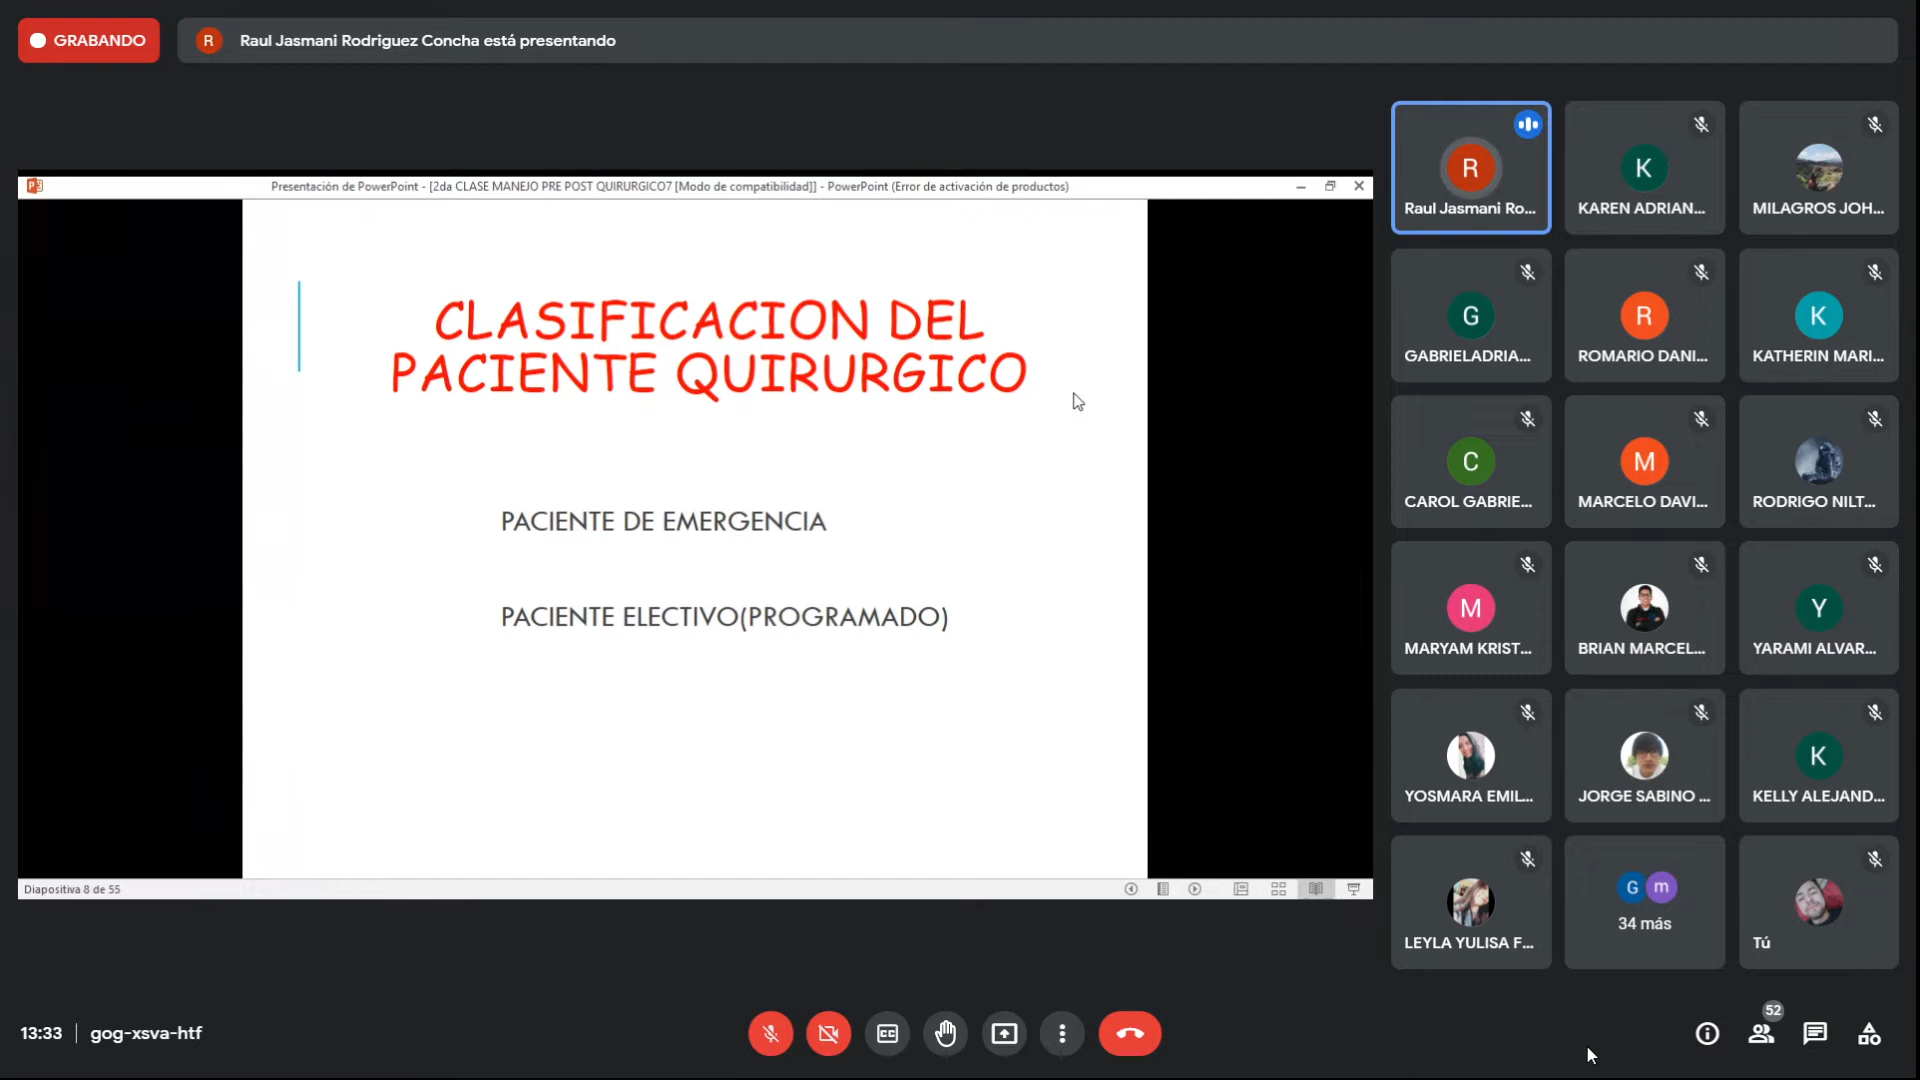 GRABANDO
R Raul Jasmani Rodriguez Concha está presentando
Presentación de PowerPoint - [2da CLASE MANEJO PRE POST QUIRURGICO7 [Modo de compatibilidad]] - PowerPoint (Error de activación de productos)
CLASIFICACION DEL
PACIENTE QUIRURGICO
PACIENTE DE EMERGENCIA
PACIENTE ELECTIVO(PROGRAMADO)
Diapositiva 8 de 55
R
Raul Jasmani Ro...
K
KAREN ADRIAN...
MILAGROS JOH...
G
GABRIELADRIA...
R
ROMARIO DANI...
K
KATHERIN MARI...
C
CAROL GABRIE...
M
MARCELO DAVI...
RODRIGO NILT...
M
MARYAM KRIST...
BRIAN MARCEL...
Y
YARAMI ALVAR...
YOSMARA EMIL...
JORGE SABINO ...
K
KELLY ALEJAND...
LEYLA YULISA F...
G m
34 más
Tú
13:33 | gog-xsva-htf
CC
52